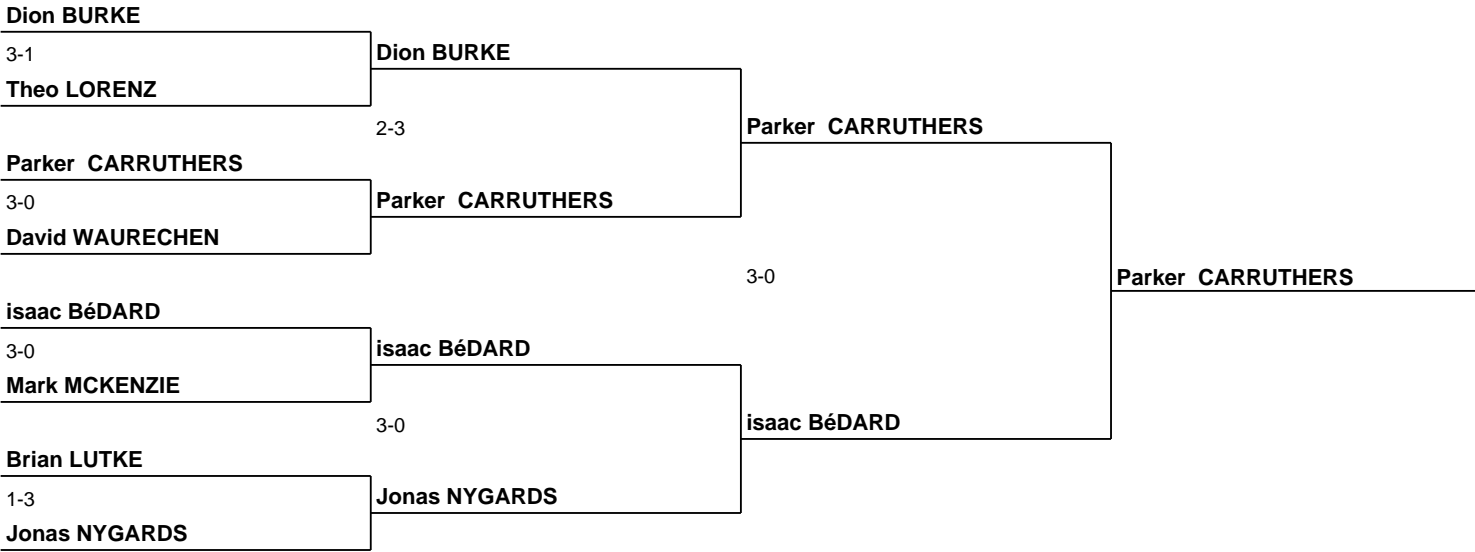 Dion BURKE
3-1
Theo LORENZ
Dion BURKE
2-3
Parker  CARRUTHERS
Parker  CARRUTHERS
3-0
David WAURECHEN
Parker  CARRUTHERS
3-0
Parker  CARRUTHERS
isaac BéDARD
3-0
Mark MCKENZIE
isaac BéDARD
3-0
isaac BéDARD
Brian LUTKE
1-3
Jonas NYGARDS
Jonas NYGARDS